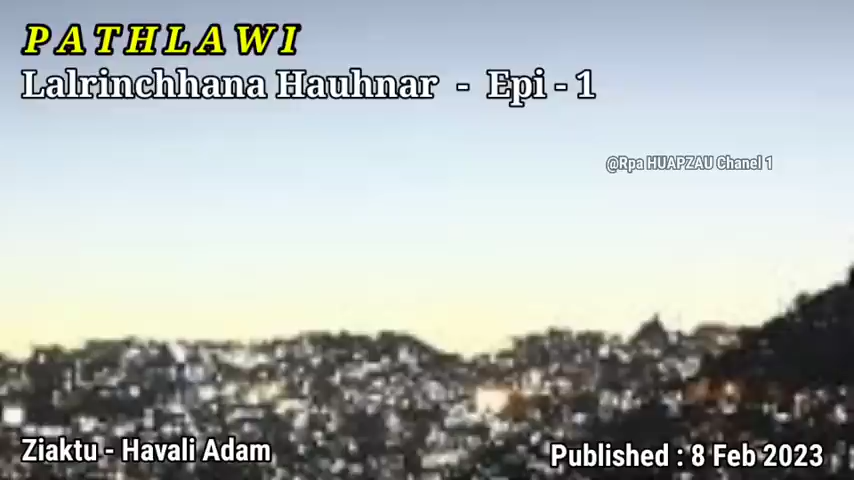 PATHLAWI
Lalrinchhana Hauhnar - Epi - 1
@Rpa HUAPZAU Chanel 1
Ziaktu - Havali Adam
Published : 8 Feb 2023